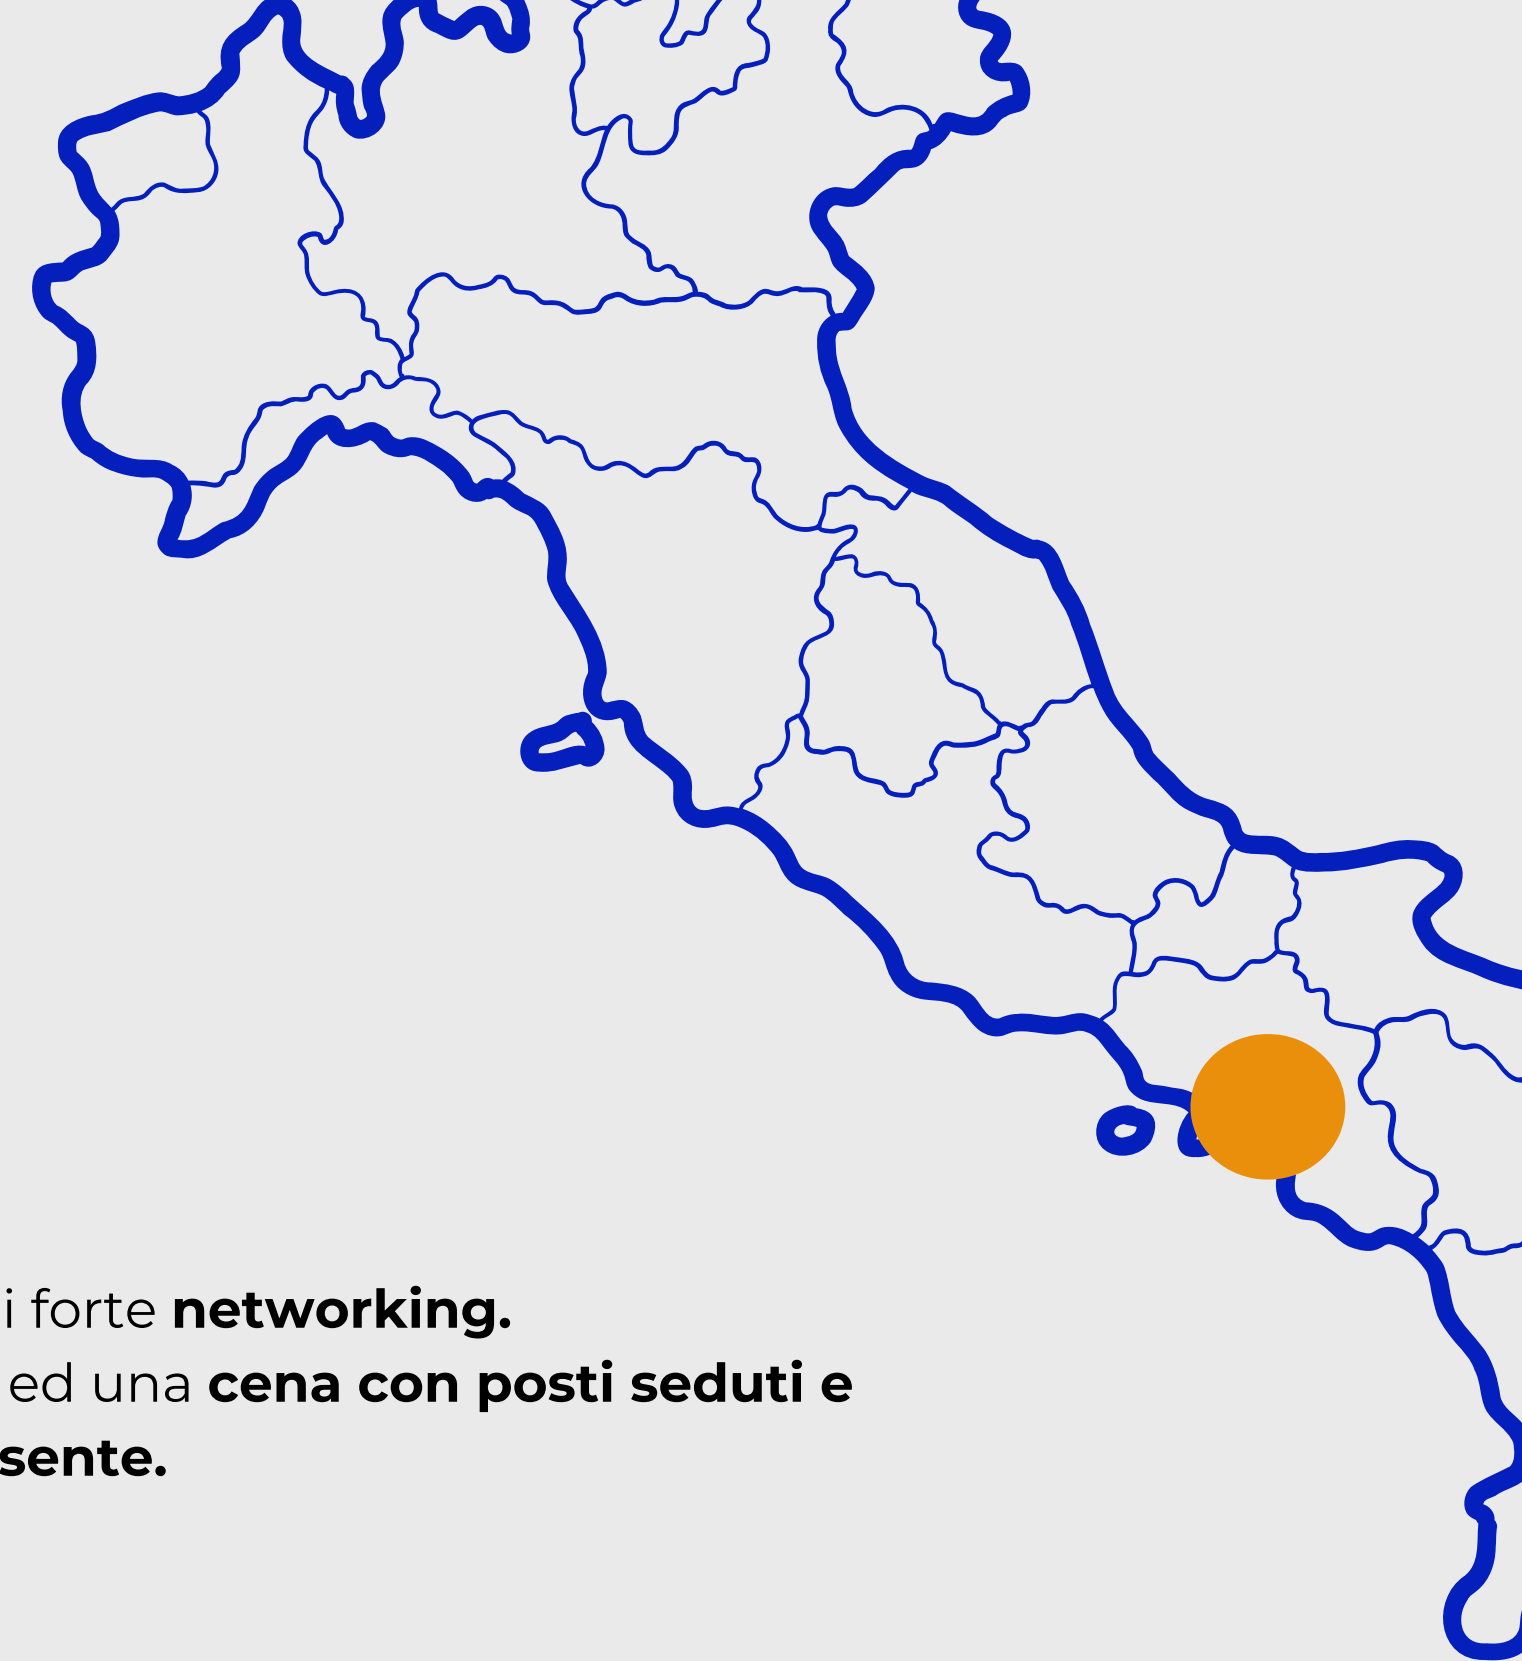 i forte networking.
ed una cena con posti seduti e
sente.